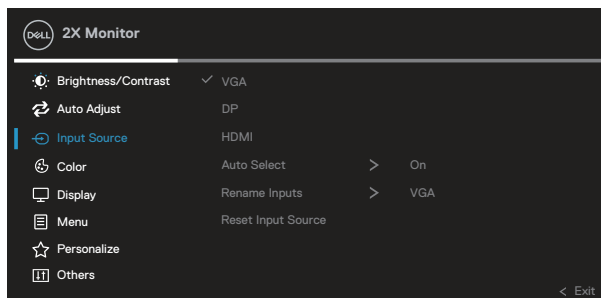 DELL 2X Monitor
Brightness/Contrast VGA
Auto Adjust DP
Input Source HDMI
Color Auto Select > On
Display Rename Inputs > VGA
Menu Reset Input Source
Personalize
Others
< Exit